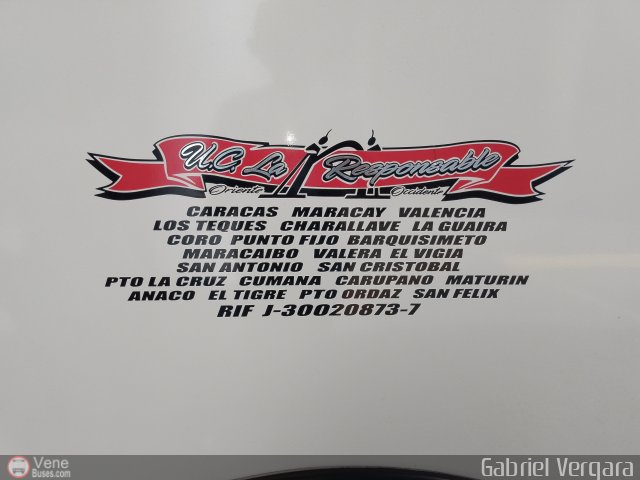 U.C. La Responsable
Oriente Occidente
CARACAS MARACAY VALENCIA
LOS TEQUES CHARALLAVE LA GUAIRA
CORO PUNTO FIJO BARQUISIMETO
MARACAIBO VALERA EL VIGIA
SAN ANTONIO SAN CRISTOBAL
PTO LA CRUZ CUMANA CARUPANO MATURIN
ANACO EL TIGRE PTO ORDAZ SAN FELIX
RIF J-30020873-7
Vene
Buses.com
Gabriel Vergara